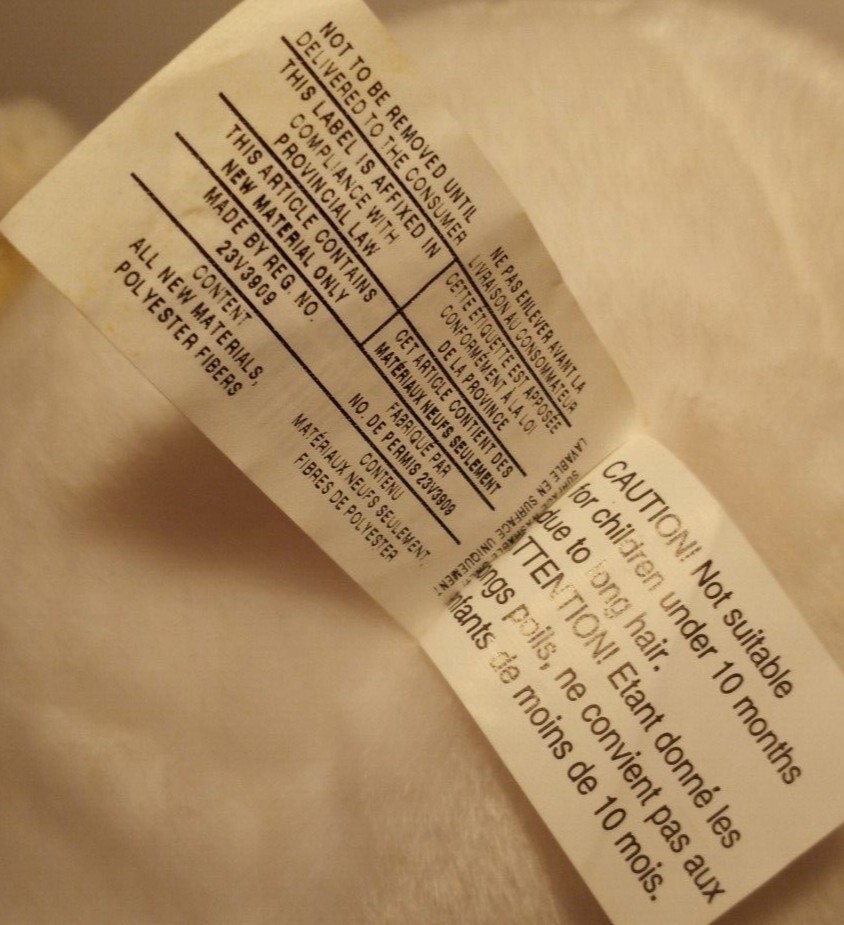 NOT TO BE REMOVED UNTIL
DELIVERED TO THE CONSUMER
THIS LABEL IS AFFIXED IN
COMPLIANCE WITH
PROVINCIAL LAW
THIS ARTICLE CONTAINS
NEW MATERIAL ONLY
MADE BY REG. NO.
23V3909
CONTENT
ALL NEW MATERIALS,
POLYESTER FIBERS
NE PAS ENLEVER AVANT LA
LIVRAISON AU CONSOMMATEUR
CETTE ÉTIQUETTE EST APPOSÉE
CONFORMÉMENT À LA LOI
DE LA PROVINCE
CET ARTICLE CONTIENT DES
MATÉRIAUX NEUFS SEULEMENT
FABRIQUÉ PAR
NO. DE PERMIS 23V3909
CONTENU
MATÉRIAUX NEUFS SEULEMENT,
FIBRES DE POLYESTER
LAVABLE EN SURFACE UNIQUEMENT
CAUTION! Not suitable
for children under 10 months
due to long hair.
ATTENTION! Etant donné les
longs poils, ne convient pas aux
enfants de moins de 10 mois.